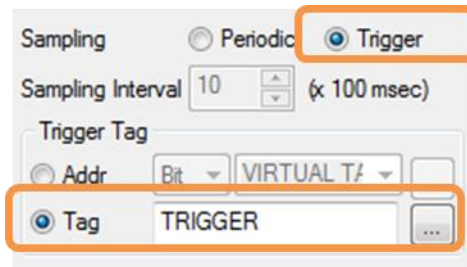 Sampling Periodic Trigger
Sampling Interval 10 (x 100 msec)
Trigger Tag
Addr Bit VIRTUAL TA
Tag TRIGGER ...